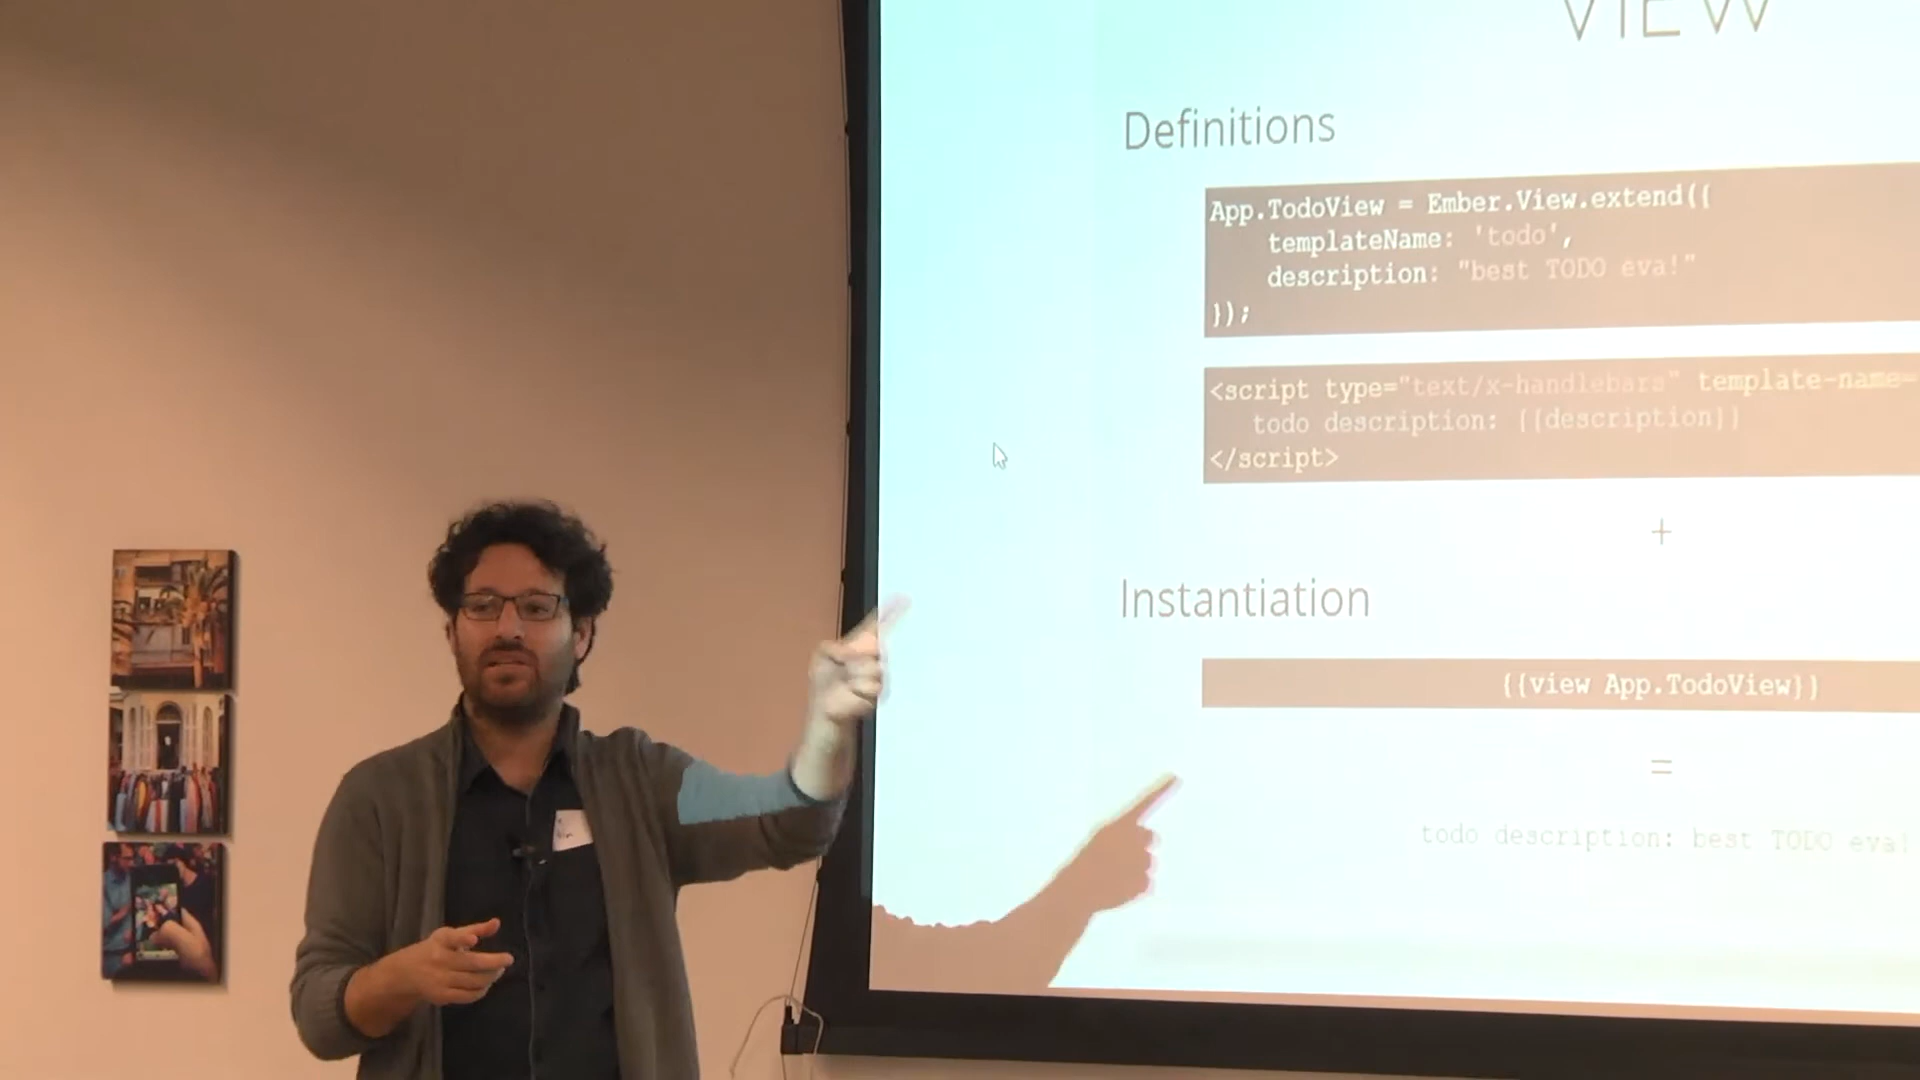 VIEW
Definitions
App.TodoView = Ember.View.extend({
templateName: 'todo',
description: "best TODO eva!"
});
<script type="text/x-handlebars" template-name=
todo description: {{description}}
</script>
+
Instantiation
{{view App.TodoView}}
=
todo description: best TODO eva!